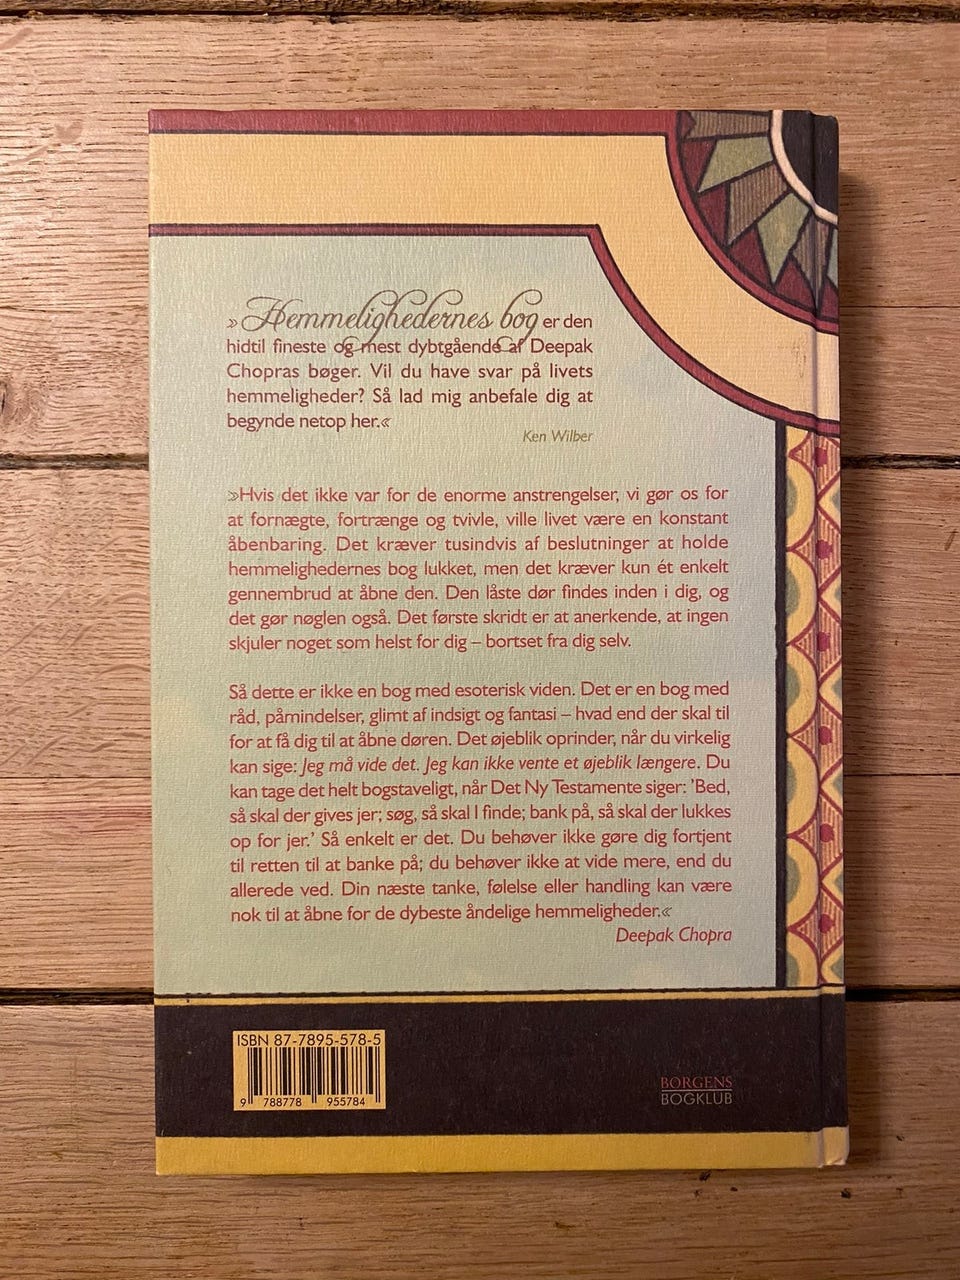 »Hemmelighedernes bog er den
hidtil fineste og mest dybtgående af Deepak
Chopras bøger. Vil du have svar på livets
hemmeligheder? Så lad mig anbefale dig at
begynde netop her.«
Ken Wilber
»Hvis det ikke var for de enorme anstrengelser, vi gør os for
at fornægte, fortrænge og tvivle, ville livet være en konstant
åbenbaring. Det kræver tusindvis af beslutninger at holde
hemmelighedernes bog lukket, men det kræver kun ét enkelt
gennembrud at åbne den. Den låste dør findes inden i dig, og
det gør nøglen også. Det første skridt er at anerkende, at ingen
skjuler noget som helst for dig – bortset fra dig selv.
Så dette er ikke en bog med esoterisk viden. Det er en bog med
råd, påmindelser, glimt af indsigt og fantasi – hvad end der skal til
for at få dig til at åbne døren. Det øjeblik oprinder, når du virkelig
kan sige: Jeg må vide det. Jeg kan ikke vente et øjeblik længere. Du
kan tage det helt bogstaveligt, når Det Ny Testamente siger: ’Bed,
så skal der gives jer; søg, så skal I finde; bank på, så skal der lukkes
op for jer.’ Så enkelt er det. Du behøver ikke gøre dig fortjent
til retten til at banke på; du behøver ikke at vide mere, end du
allerede ved. Din næste tanke, følelse eller handling kan være
nok til at åbne for de dybeste åndelige hemmeligheder.«
Deepak Chopra
ISBN 87-7895-578-5
9 788778 955784
BORGENS
BOGKLUB